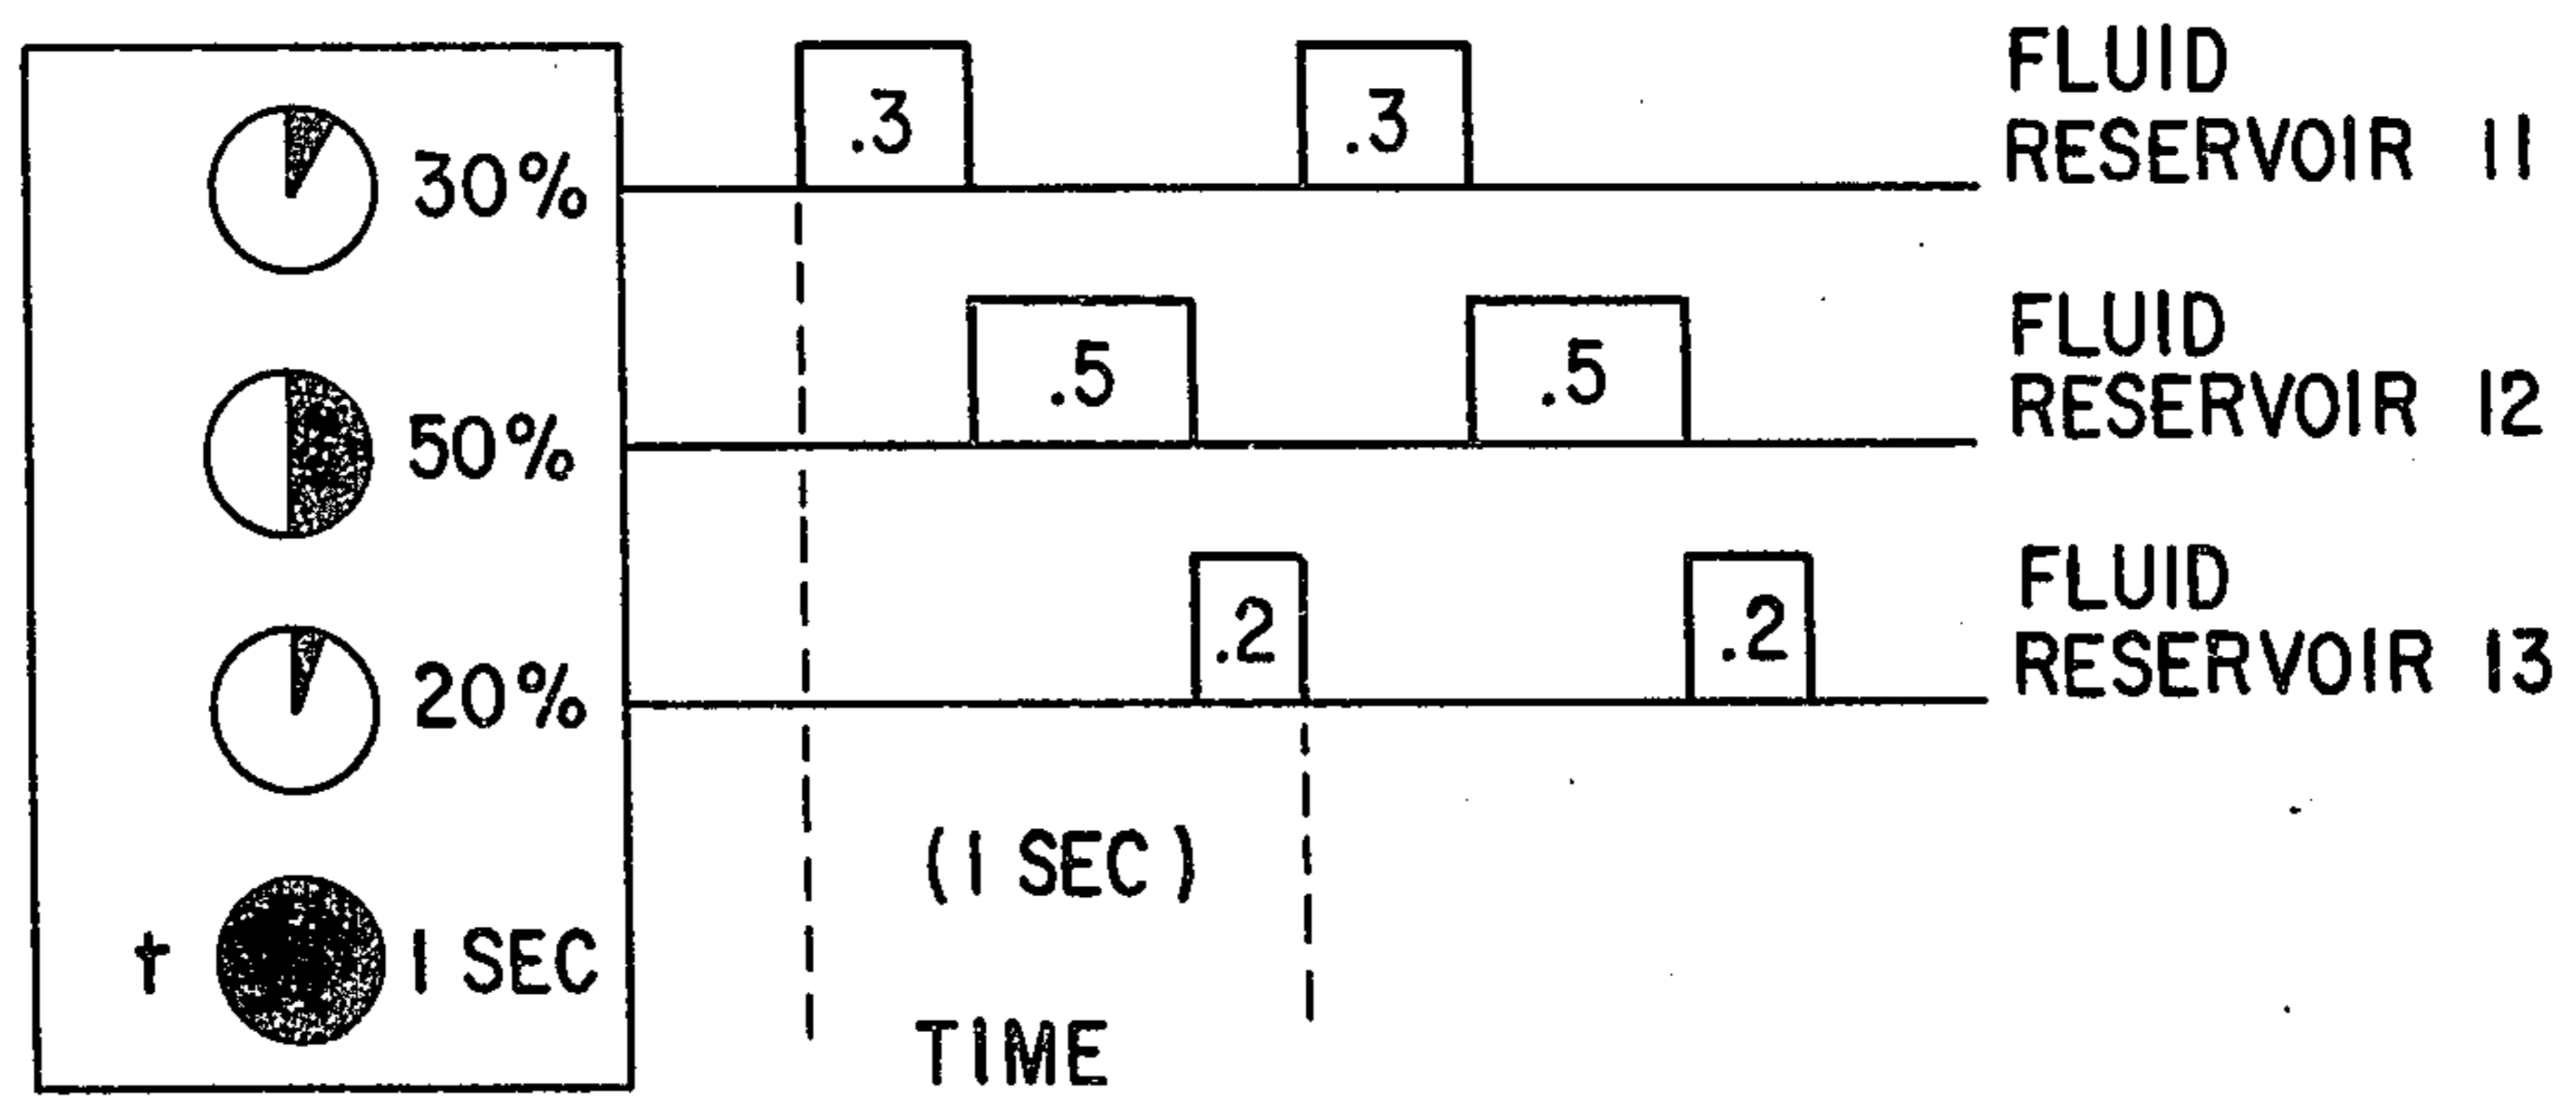 30%
.3
.3
FLUID
RESERVOIR 11
50%
.5
.5
FLUID
RESERVOIR 12
20%
.2
.2
FLUID
RESERVOIR 13
t 1 SEC
(1 SEC)
TIME